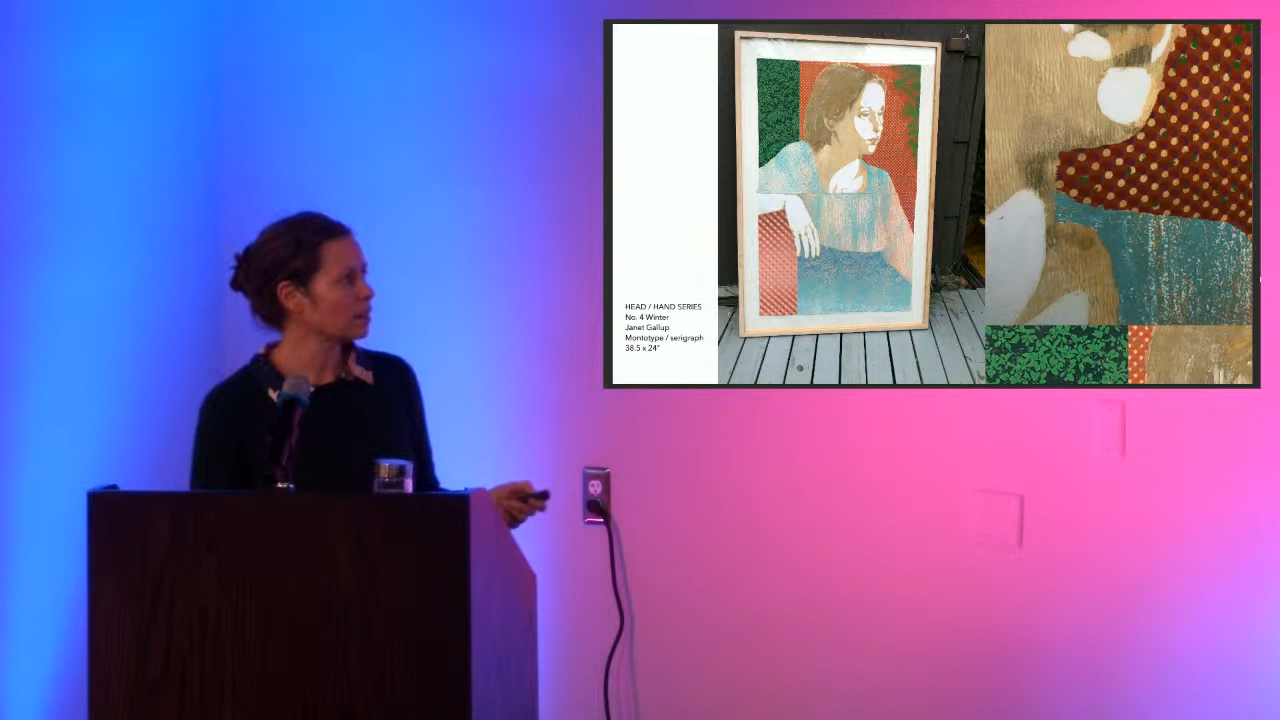 HEAD / HAND SERIES
No. 4 Winter
Janet Gallup
Montotype / serigraph
38.5 x 24"